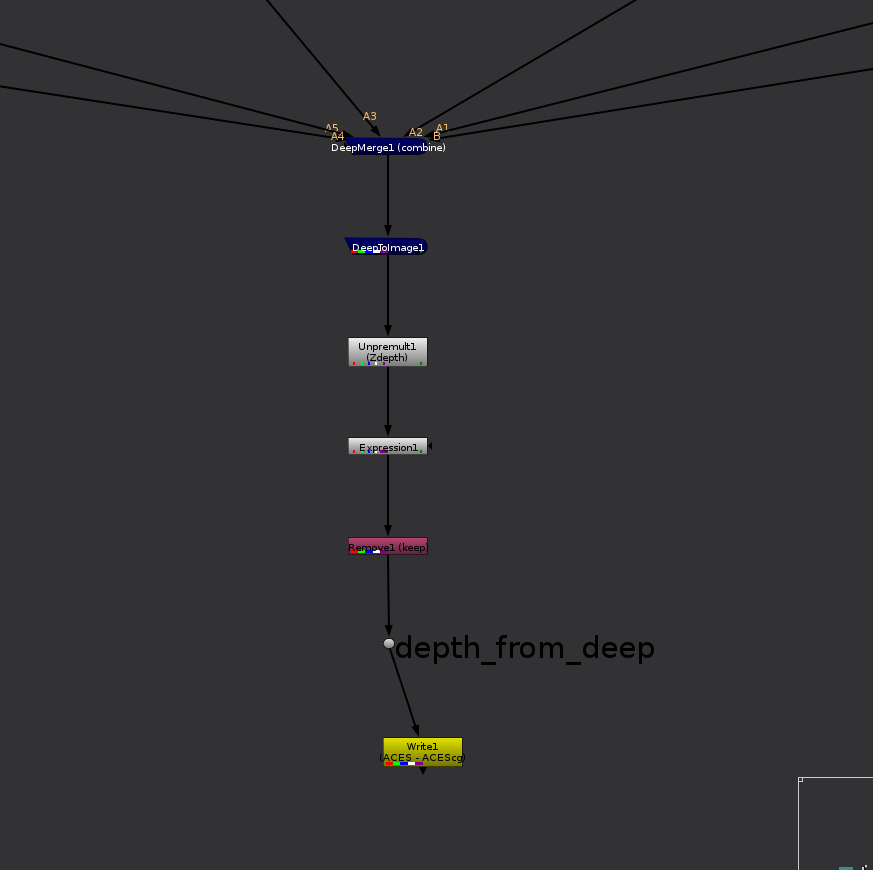 A3
A5
A2
A1
A4
B
DeepMerge1 (combine)
DeepToImage1
Unpremult1
(Zdepth)
Expression1
Remove1 (keep)
depth_from_deep
Write1
(ACES - ACEScg)